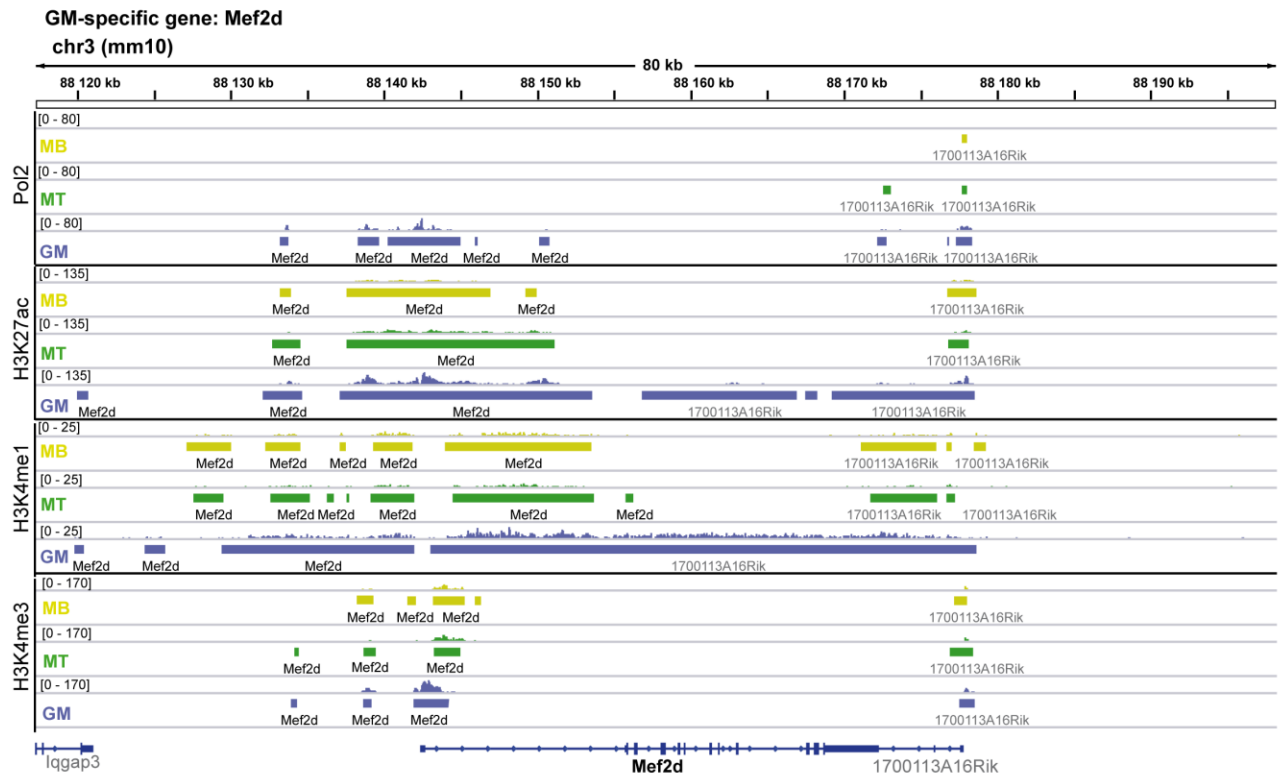 GM-specific gene: Mef2d
chr3 (mm10)
80 kb
88 120 kb 88 130 kb 88 140 kb 88 150 kb 88 160 kb 88 170 kb 88 180 kb 88 190 kb
Pol2
[0 - 80]
MB
1700113A16Rik
[0 - 80]
MT
1700113A16Rik 1700113A16Rik
[0 - 80]
GM
Mef2d Mef2d Mef2d Mef2d Mef2d 1700113A16Rik 1700113A16Rik
H3K27ac
[0 - 135]
MB
Mef2d Mef2d Mef2d 1700113A16Rik
[0 - 135]
MT
Mef2d Mef2d 1700113A16Rik
[0 - 135]
GM
Mef2d Mef2d Mef2d 1700113A16Rik 1700113A16Rik
H3K4me1
[0 - 25]
MB
Mef2d Mef2d Mef2d Mef2d Mef2d 1700113A16Rik 1700113A16Rik
[0 - 25]
MT
Mef2d Mef2d Mef2d Mef2d Mef2d Mef2d 1700113A16Rik 1700113A16Rik
[0 - 25]
GM
Mef2d Mef2d Mef2d 1700113A16Rik
H3K4me3
[0 - 170]
MB
Mef2d Mef2d Mef2d 1700113A16Rik
[0 - 170]
MT
Mef2d Mef2d Mef2d 1700113A16Rik
[0 - 170]
GM
Mef2d Mef2d Mef2d 1700113A16Rik
Iqgap3 Mef2d 1700113A16Rik